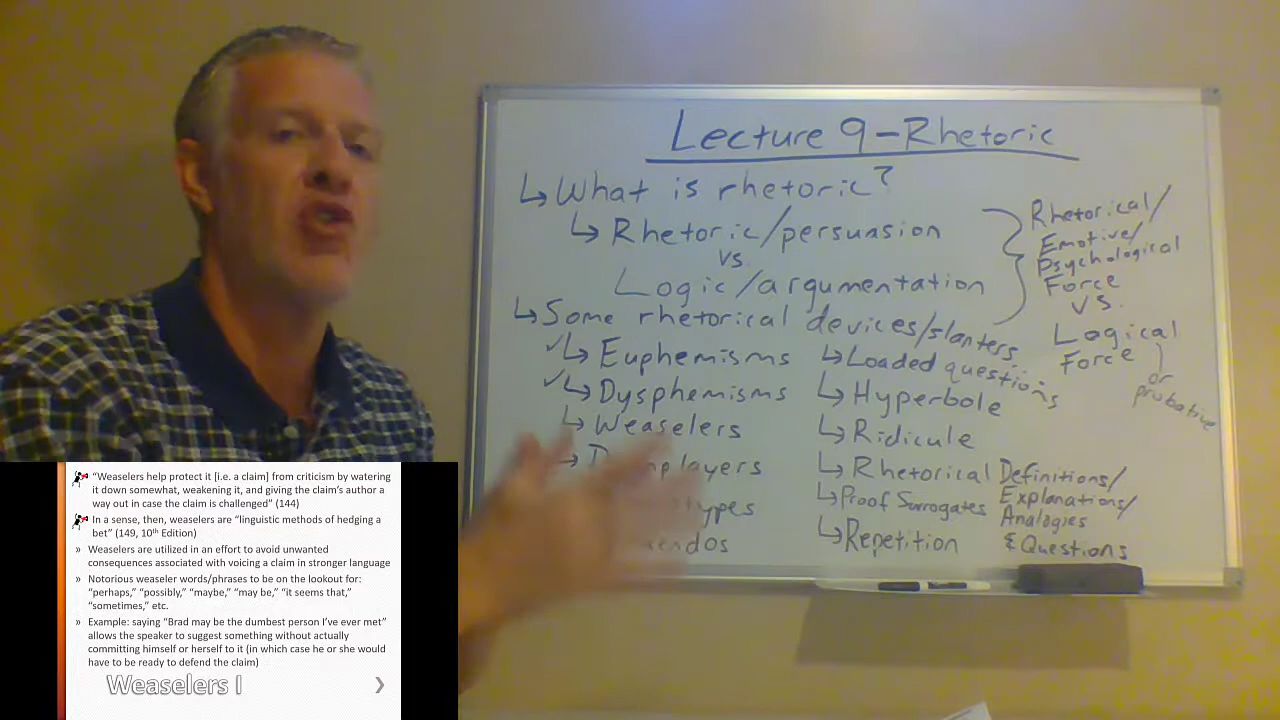 Lecture 9-Rhetoric
↳What is rhetoric?
↳Rhetoric/persuasion
vs.
Logic/argumentation
Rhetorical/
Emotive/
Psychological
Force
vs.
Logical
Force
or
probative
↳Some rhetorical devices/slanters
✓↳Euphemisms
✓↳Dysphemisms
↳Weaselers
types
endos
↳Loaded questions
↳Hyperbole
↳Ridicule
↳Rhetorical Definitions/
Explanations/
Analogies
& Questions
↳Proof Surrogates
↳Repetition
"Weaselers help protect it [i.e. a claim] from criticism by watering
it down somewhat, weakening it, and giving the claim's author a
way out in case the claim is challenged" (144)
In a sense, then, weaselers are "linguistic methods of hedging a
bet" (149, 10th Edition)
» Weaselers are utilized in an effort to avoid unwanted
consequences associated with voicing a claim in stronger language
» Notorious weaseler words/phrases to be on the lookout for:
"perhaps," "possibly," "maybe," "may be," "it seems that,"
"sometimes," etc.
» Example: saying "Brad may be the dumbest person I've ever met"
allows the speaker to suggest something without actually
committing himself or herself to it (in which case he or she would
have to be ready to defend the claim)
Weaselers I